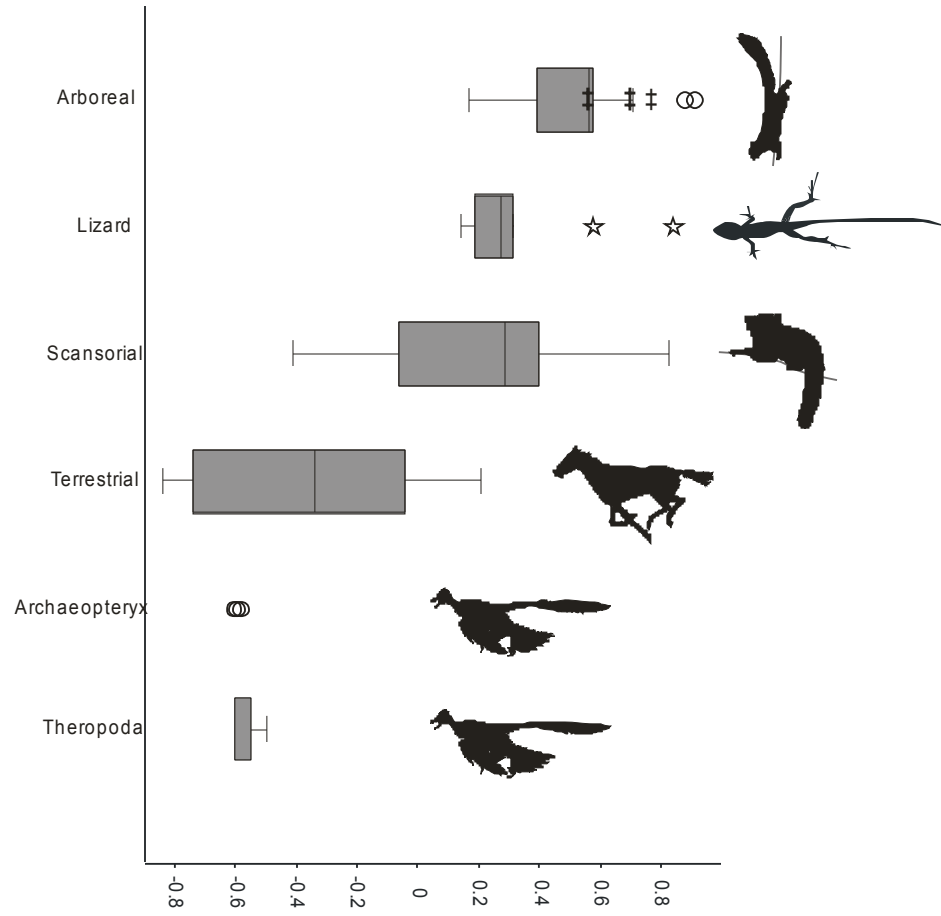 Arboreal
Lizard
Scansorial
Terrestrial
Archaeopteryx
Theropoda
-0.8 -0.6 -0.4 -0.2 0 0.2 0.4 0.6 0.8